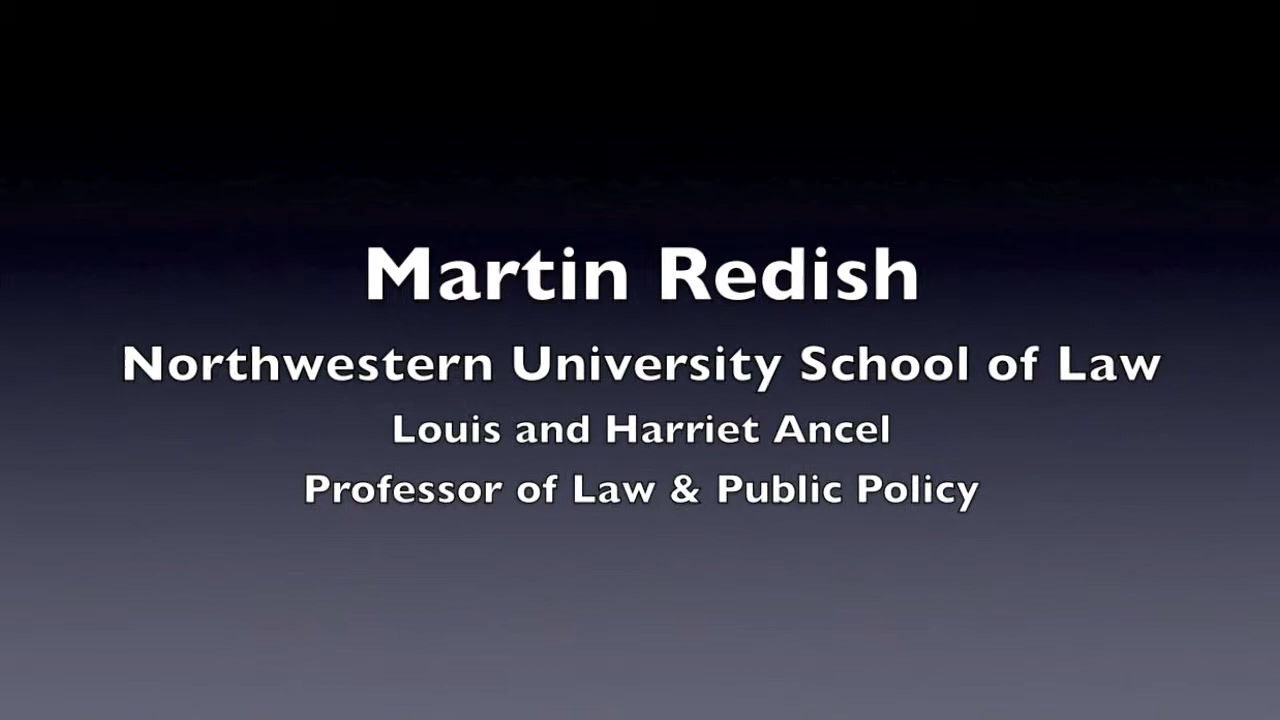 Martin Redish
Northwestern University School of Law
Louis and Harriet Ancel
Professor of Law & Public Policy